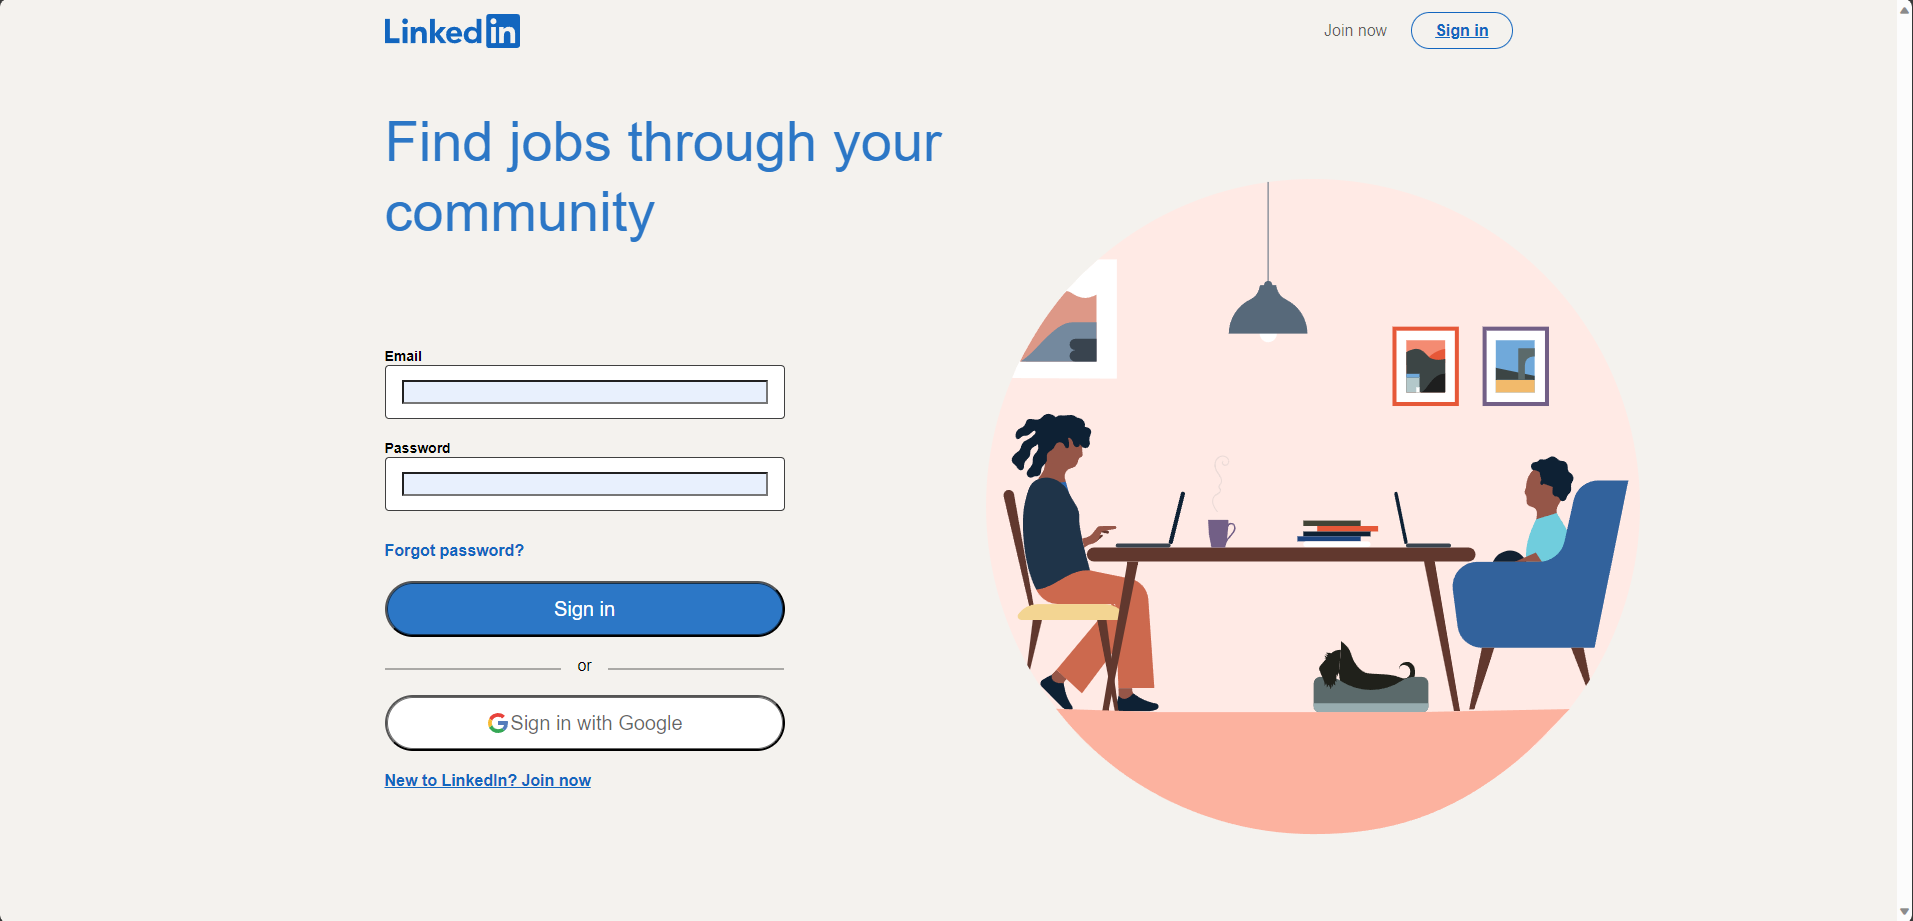 LinkedIn
Join now
Sign in
Find jobs through your
community
Email
Password
Forgot password?
Sign in
or
Sign in with Google
New to LinkedIn? Join now